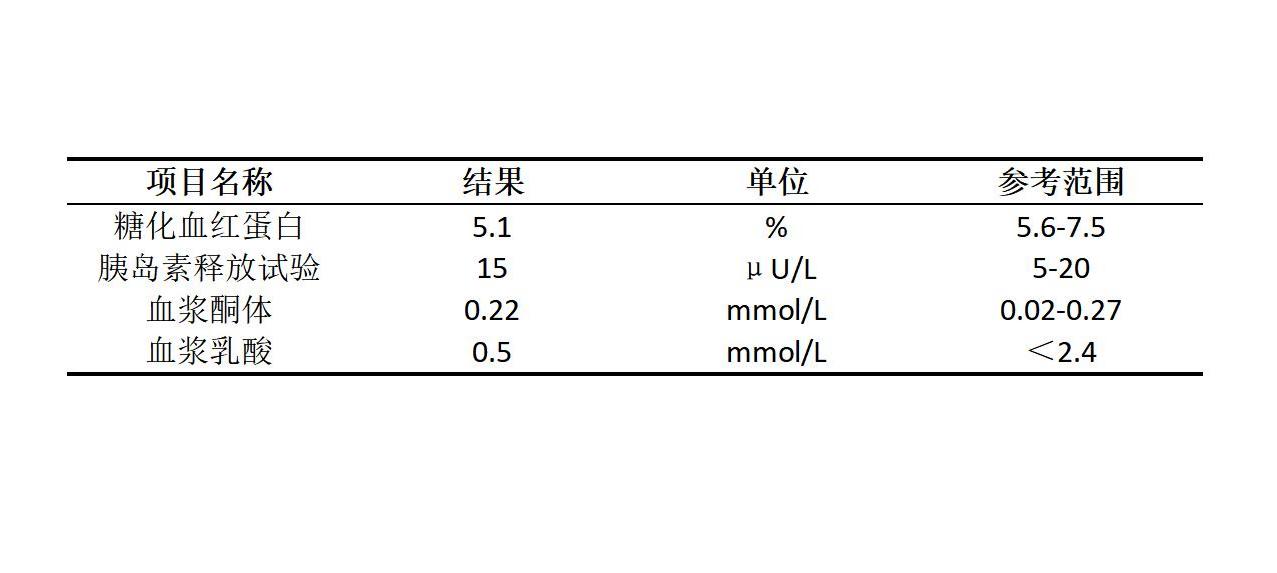 项目名称 结果 单位 参考范围
糖化血红蛋白 5.1 % 5.6-7.5
胰岛素释放试验 15 μU/L 5-20
血浆酮体 0.22 mmol/L 0.02-0.27
血浆乳酸 0.5 mmol/L ＜2.4